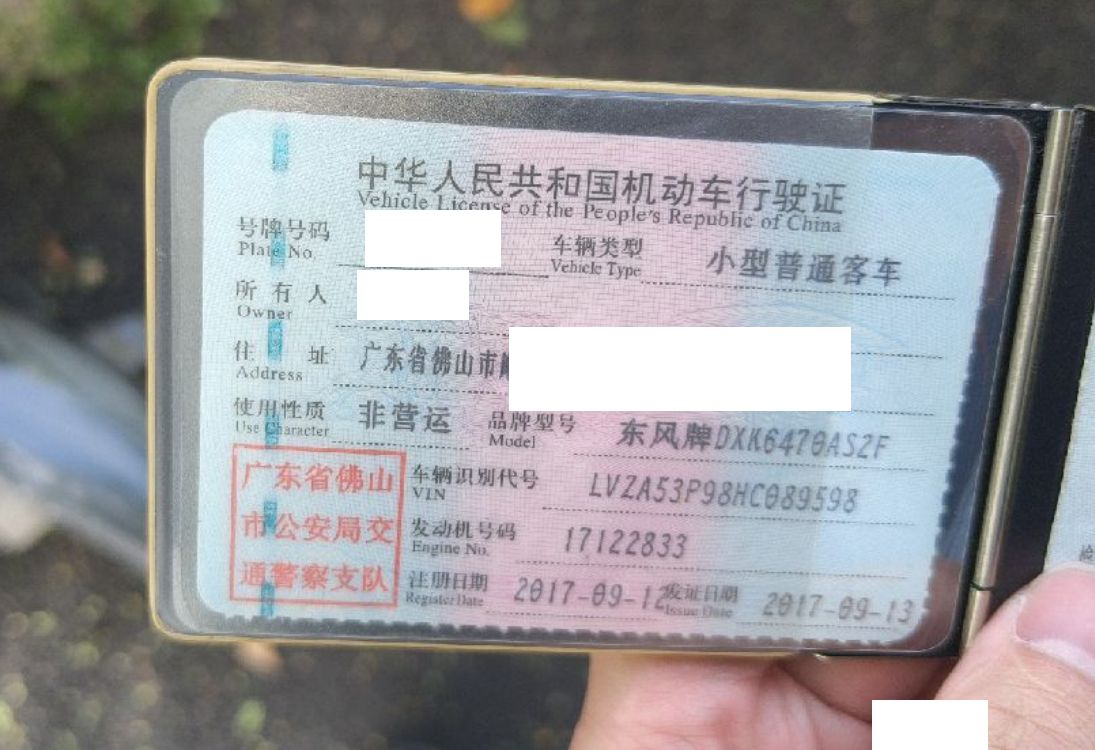 中华人民共和国机动车行驶证
Vehicle License of the People's Republic of China
号牌号码
Plate No.
车辆类型 小型普通客车
Vehicle Type
所有人
Owner
住址 广东省佛山市
Address
使用性质 非营运
Use Character
品牌型号 东风牌DXK6470AS2F
Model
车辆识别代号 LVZA53P98HC089598
VIN
发动机号码 17122833
Engine No.
注册日期 2017-09-12
Register Date
发证日期 2017-09-13
Issue Date
广东省佛山
市公安局交
通警察支队